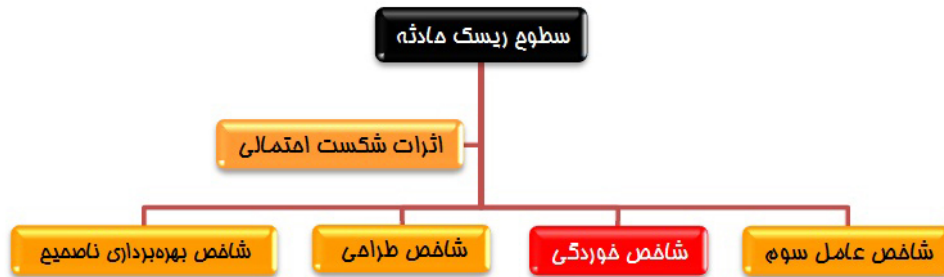 سطوح ریسک حادثه
اثرات شکست احتمالی
شاخص عامل سوم
شاخص خوردگی
شاخص طراحی
شاخص بهره‌برداری ناصحیح